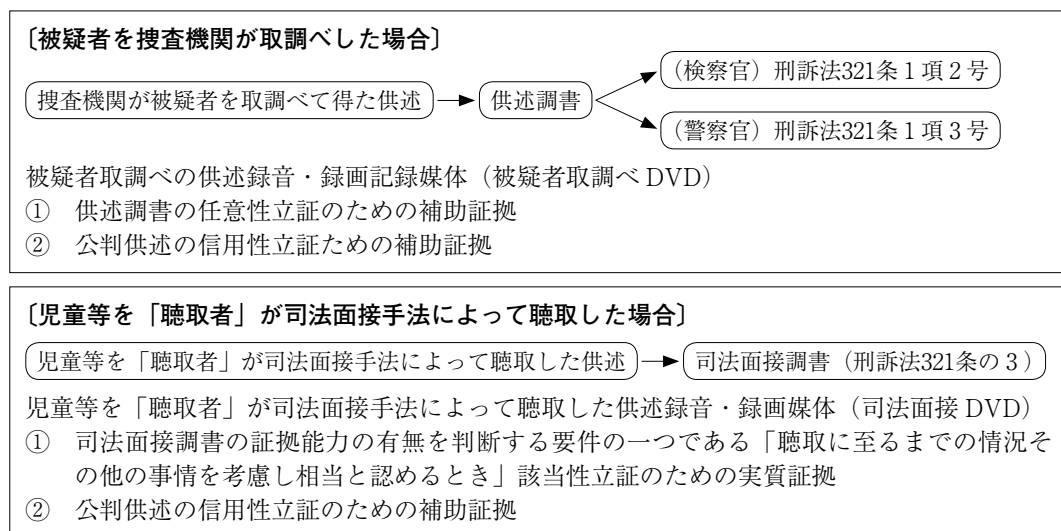 〔被疑者を捜査機関が取調べした場合〕
捜査機関が被疑者を取調べて得た供述
供述調書
（検察官）刑訴法321条１項２号
（警察官）刑訴法321条１項３号
被疑者取調べの供述録音・録画記録媒体（被疑者取調べ DVD）
①　供述調書の任意性立証のための補助証拠
②　公判供述の信用性立証ための補助証拠
〔児童等を「聴取者」が司法面接手法によって聴取した場合〕
児童等を「聴取者」が司法面接手法によって聴取した供述
司法面接調書（刑訴法321条の３）
児童等を「聴取者」が司法面接手法によって聴取した供述録音・録画媒体（司法面接 DVD）
①　司法面接調書の証拠能力の有無を判断する要件の一つである「聴取に至るまでの情況そ
の他の事情を考慮し相当と認めるとき」該当性立証のための実質証拠
②　公判供述の信用性立証のための補助証拠